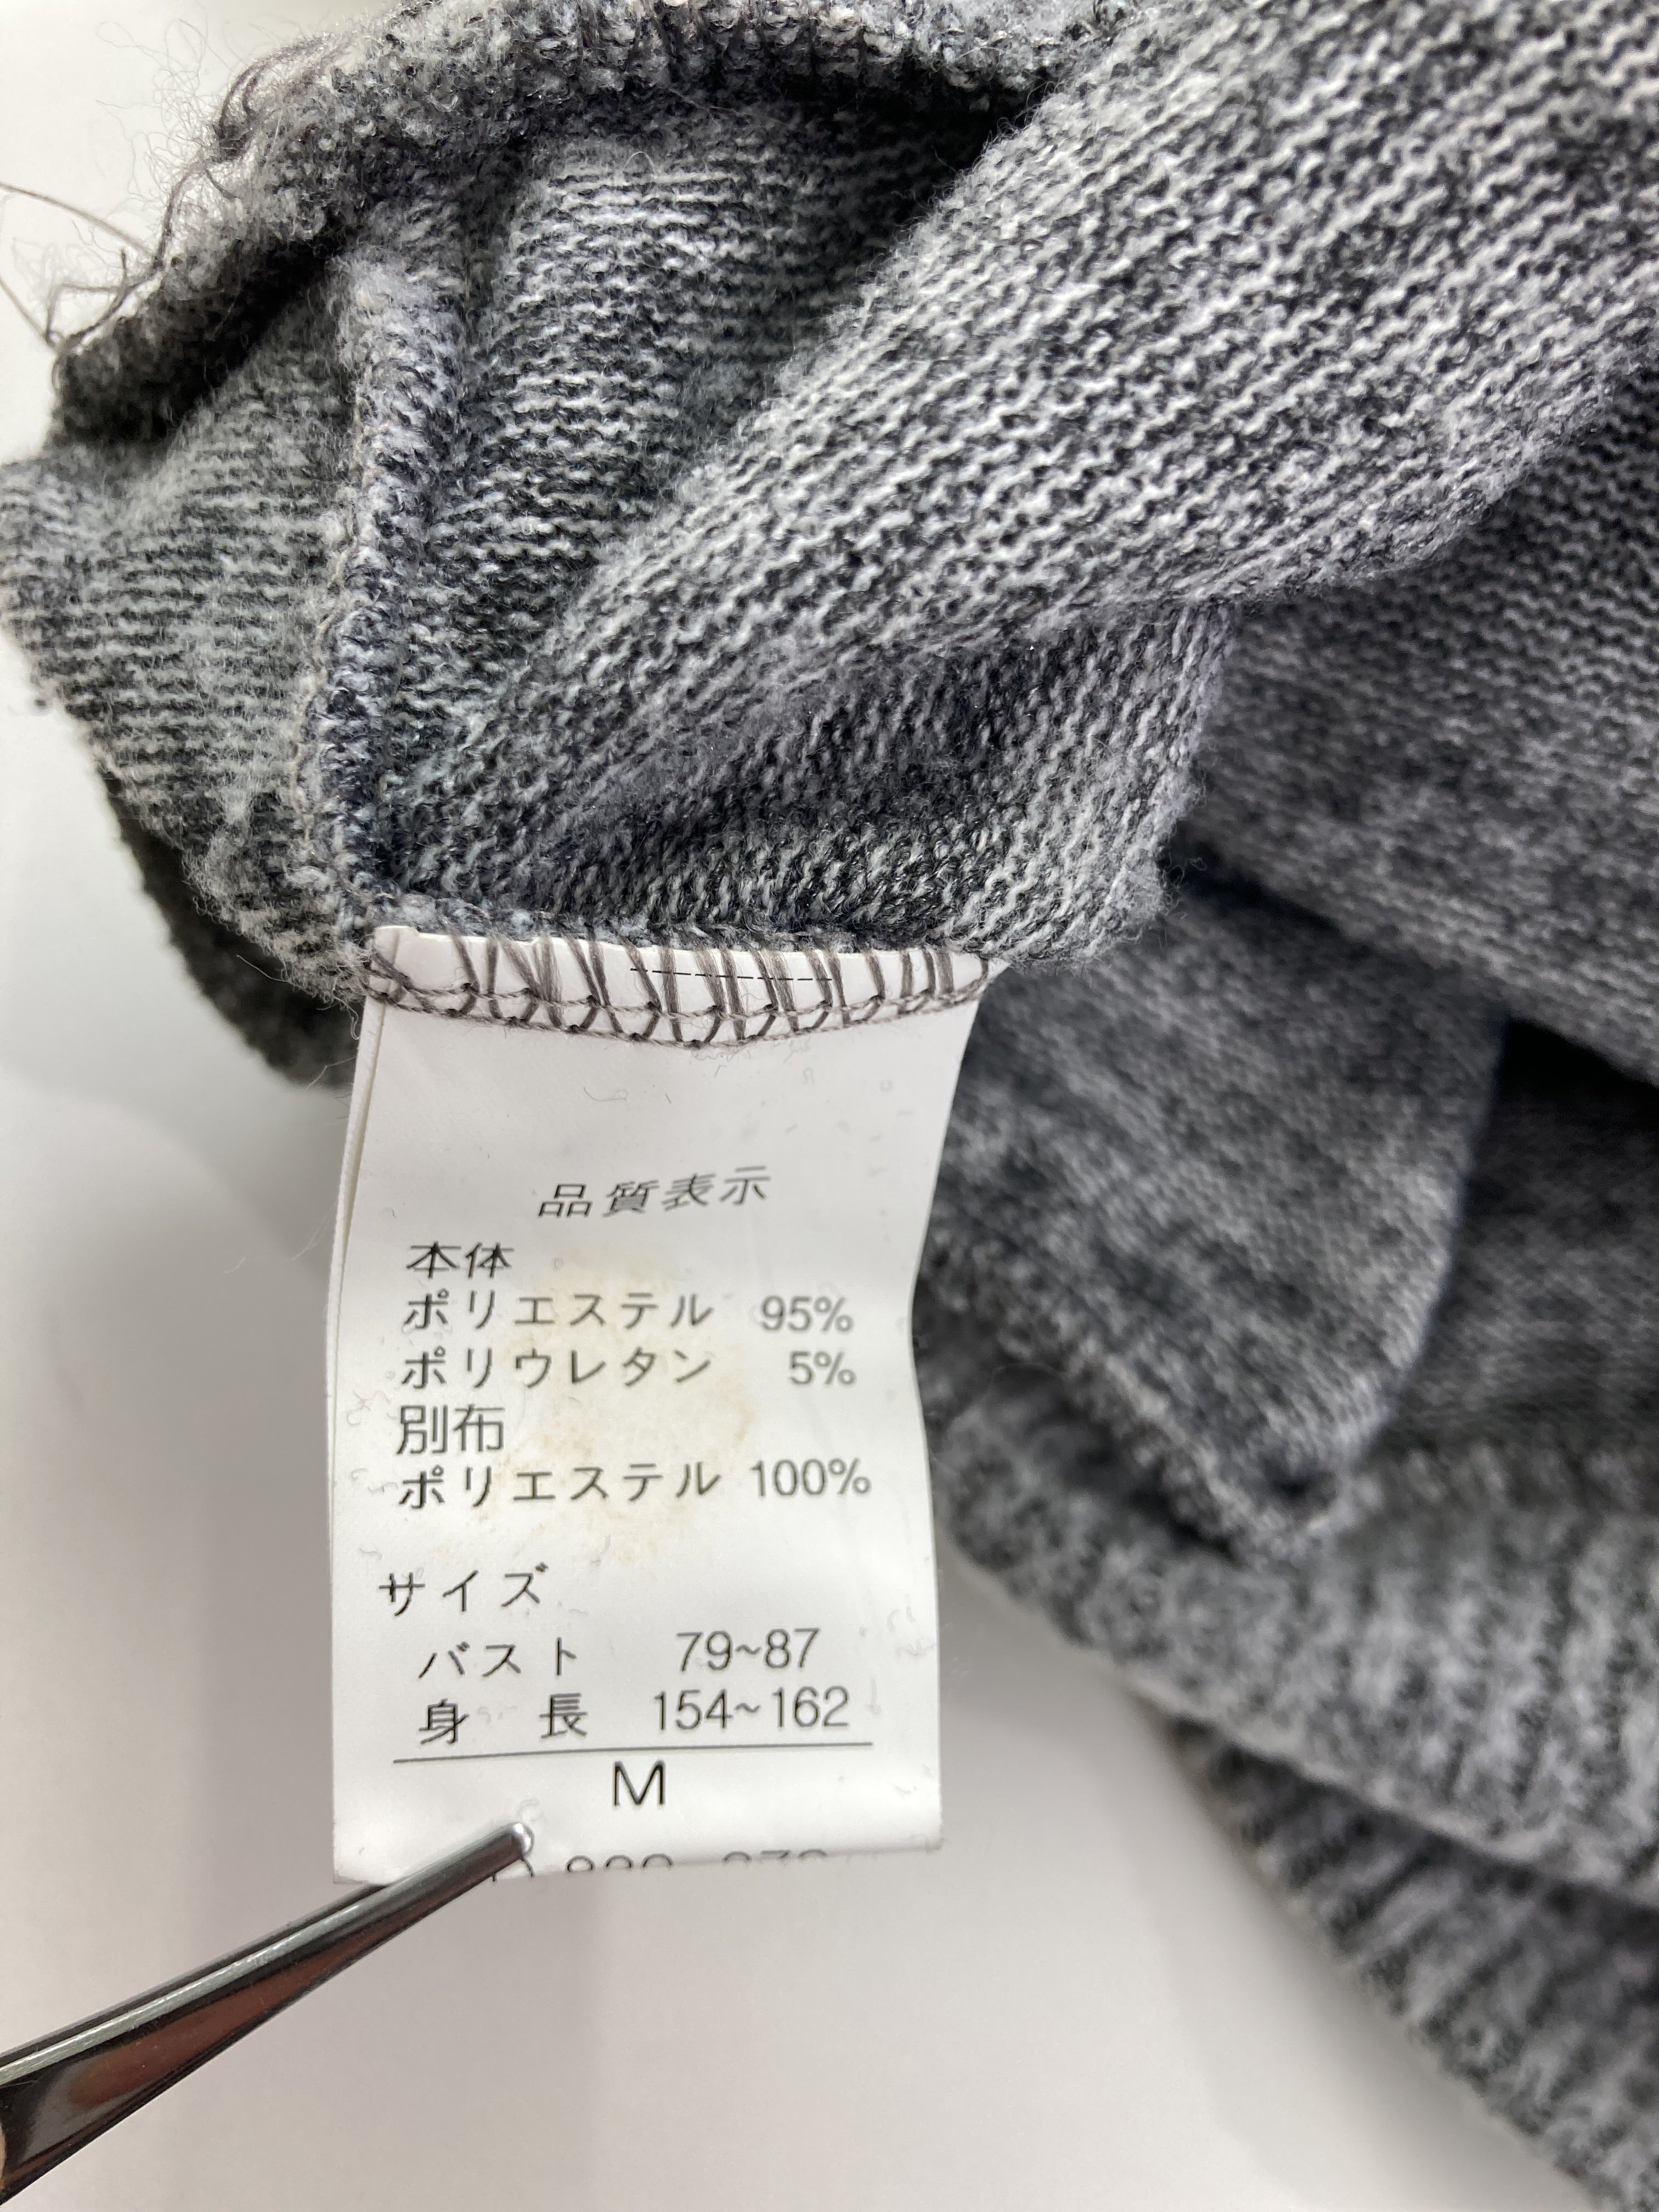 品質表示
本体
ポリエステル 95%
ポリウレタン 5%
別布
ポリエステル 100%
サイズ
バスト 79~87
身長 154~162
M